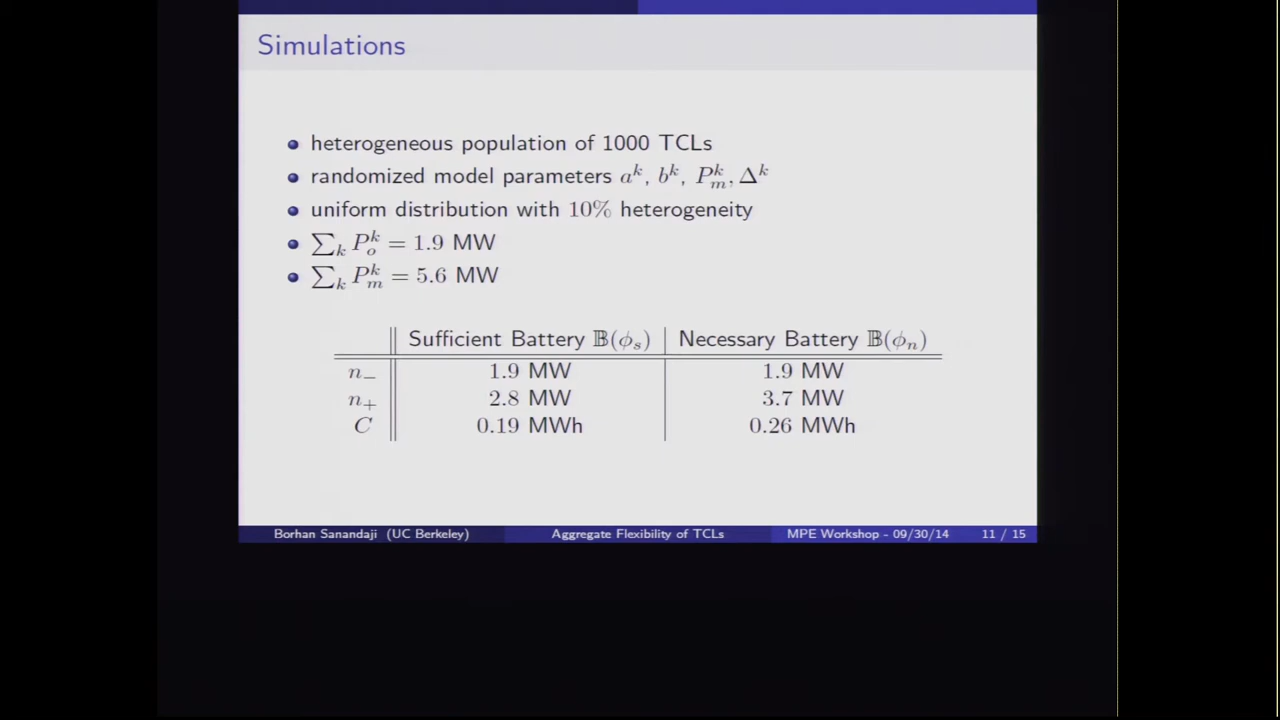 Simulations
heterogeneous population of 1000 TCLs
randomized model parameters a^k, b^k, P_m^k, Δ^k
uniform distribution with 10% heterogeneity
∑_k P_o^k = 1.9 MW
∑_k P_m^k = 5.6 MW
Sufficient Battery 𝔹(ϕ_s) Necessary Battery 𝔹(ϕ_n)
n_− 1.9 MW 1.9 MW
n_+ 2.8 MW 3.7 MW
C 0.19 MWh 0.26 MWh
Borhan Sanandaji (UC Berkeley) Aggregate Flexibility of TCLs MPE Workshop - 09/30/14 11 / 15